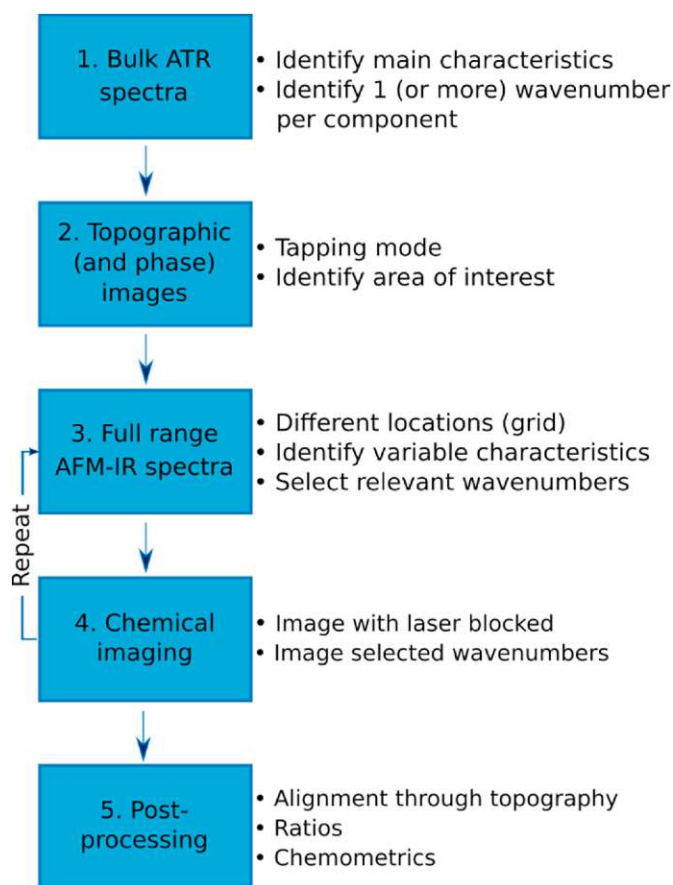 1. Bulk ATR
spectra
• Identify main characteristics
• Identify 1 (or more) wavenumber
per component
2. Topographic
(and phase)
images
• Tapping mode
• Identify area of interest
3. Full range
AFM-IR spectra
• Different locations (grid)
• Identify variable characteristics
• Select relevant wavenumbers
Repeat
4. Chemical
imaging
• Image with laser blocked
• Image selected wavenumbers
5. Post-
processing
• Alignment through topography
• Ratios
• Chemometrics